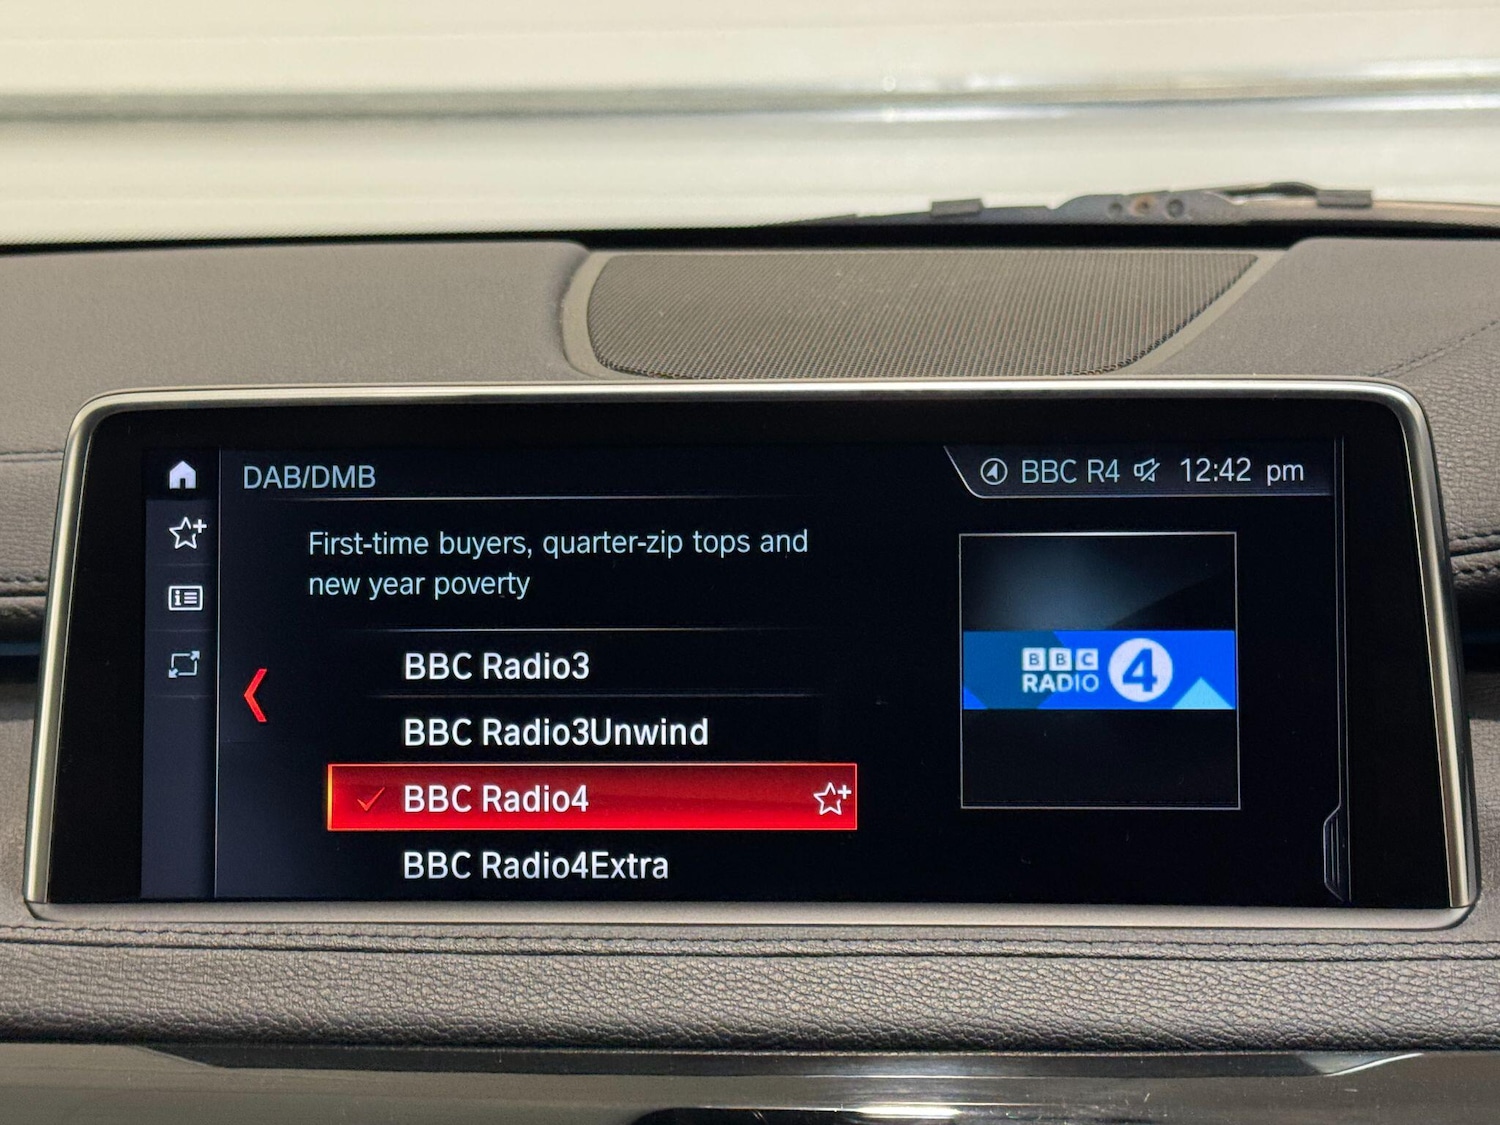 DAB/DMB
BBC R4 12:42 pm
First-time buyers, quarter-zip tops and
new year poverty
BBC Radio3
BBC Radio3Unwind
BBC Radio4
BBC Radio4Extra
BBC
RADIO 4